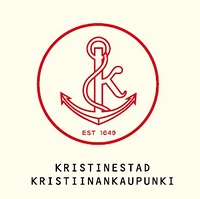 K
EST 1649
KRISTINESTAD
KRISTIINANKAUPUNKI